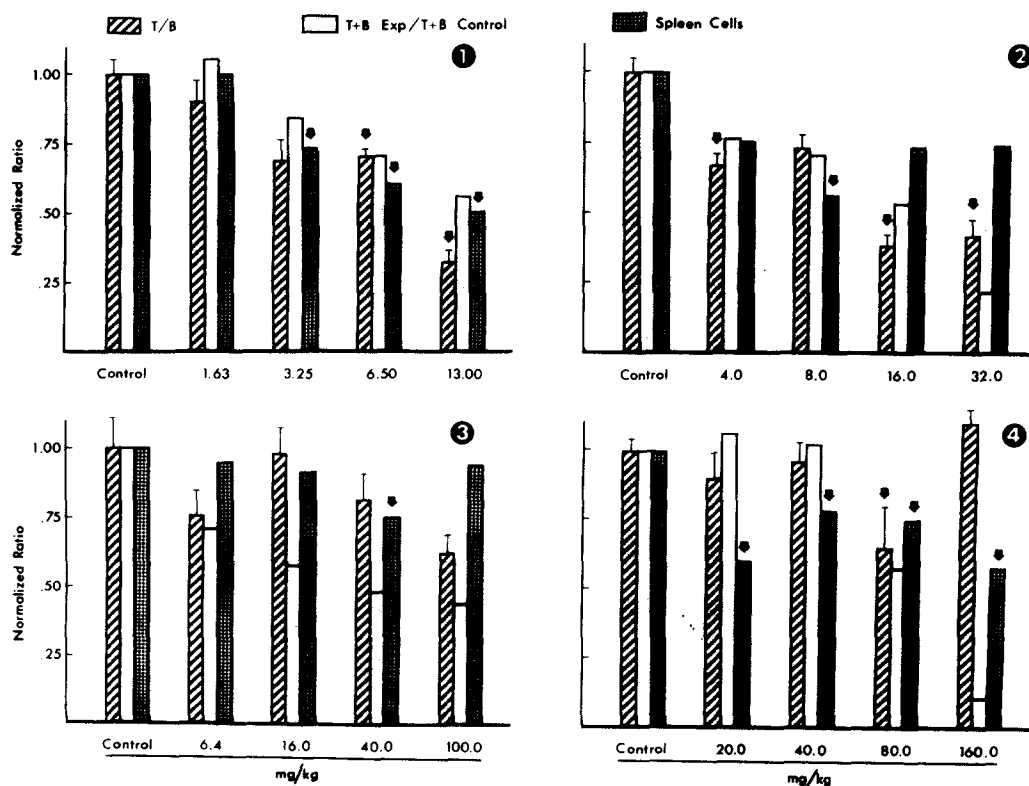 T/B
T+B Exp/T+B Control
Spleen Cells
1
Normalized Ratio
1.00
.75
.50
.25
Control 1.63 3.25 6.50 13.00
2
Control 4.0 8.0 16.0 32.0
3
Normalized Ratio
1.00
.75
.50
.25
Control 6.4 16.0 40.0 100.0
mg/kg
4
Control 20.0 40.0 80.0 160.0
mg/kg